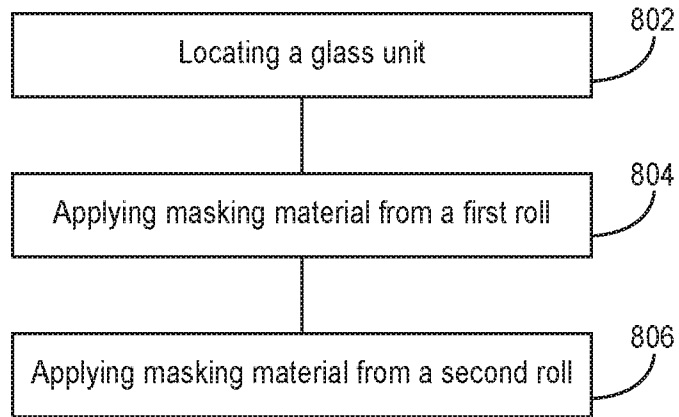 802
Locating a glass unit
804
Applying masking material from a first roll
806
Applying masking material from a second roll